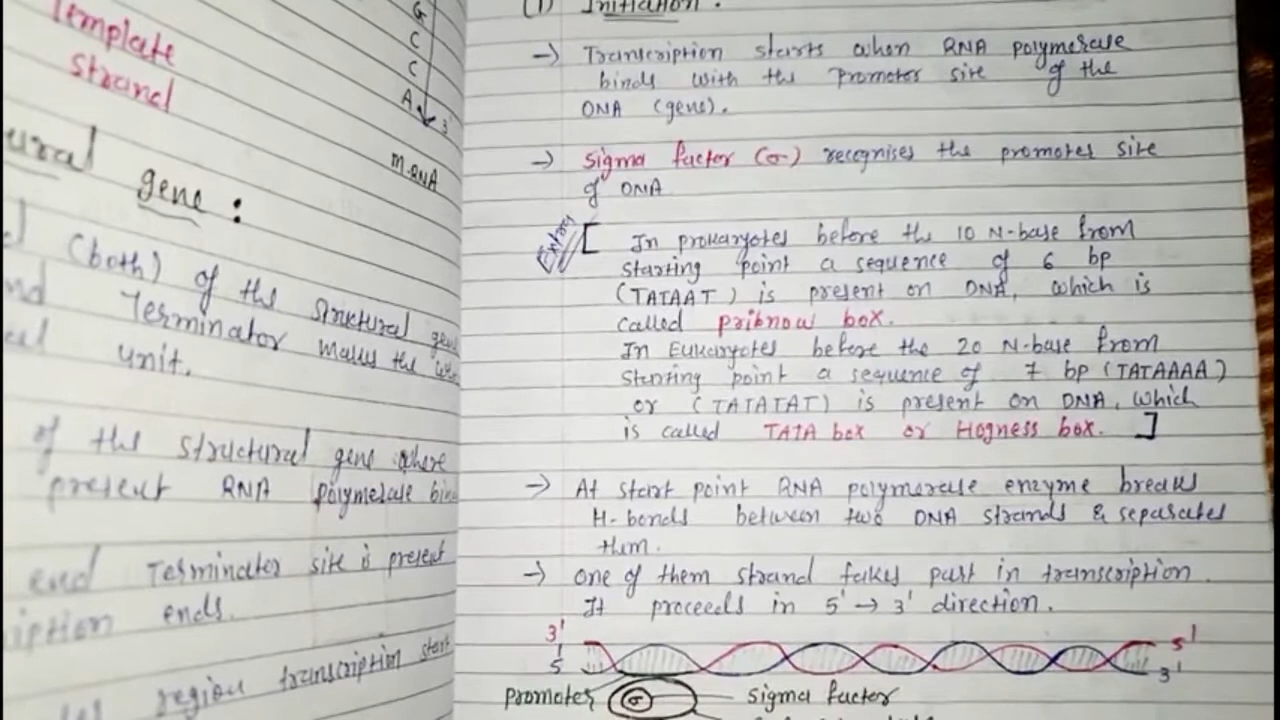 Template
strand
G
C
C
A
3'
m-RNA
gene :
(both) of the structural gene
Terminator makes the
unit.
of the structural gene where
present RNA polymerase
end Terminator site is present
ends.
region transcription start
(1) Initiation :
→ Transcription starts when RNA polymerase
binds with the Promoter site of the
DNA (gene).
→ Sigma factor (σ) recognises the promoter site
of DNA
Extra
[ In prokaryotes before the 10 N-base from
starting point a sequence of 6 bp
(TATAAT) is present on DNA, which is
called pribnow box.
In Eukaryotes before the 20 N-base from
starting point a sequence of 7 bp (TATAAAA)
or (TATATAT) is present on DNA, which
is called TATA box or Hogness box. ]
→ At start point RNA polymerase enzyme breaks
H-bonds between two DNA strands & separates
them.
→ One of them strand takes part in transcription.
It proceeds in 5' → 3' direction.
3' 5'
5' 3'
promoter σ sigma factor